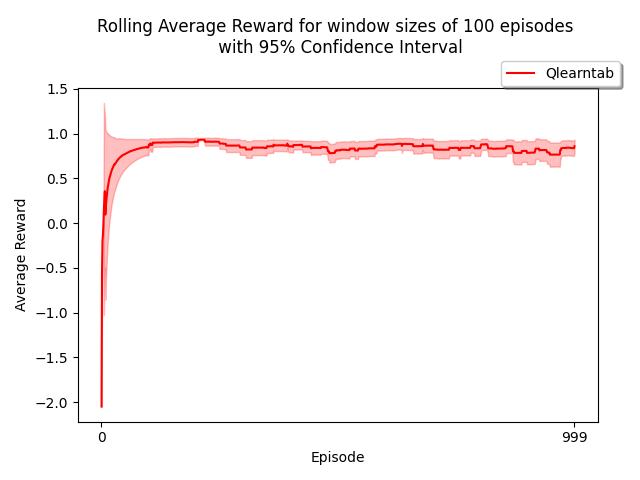 Rolling Average Reward for window sizes of 100 episodes
with 95% Confidence Interval
Qlearntab
1.5
1.0
0.5
0.0
−0.5
−1.0
−1.5
−2.0
Average Reward
0
999
Episode